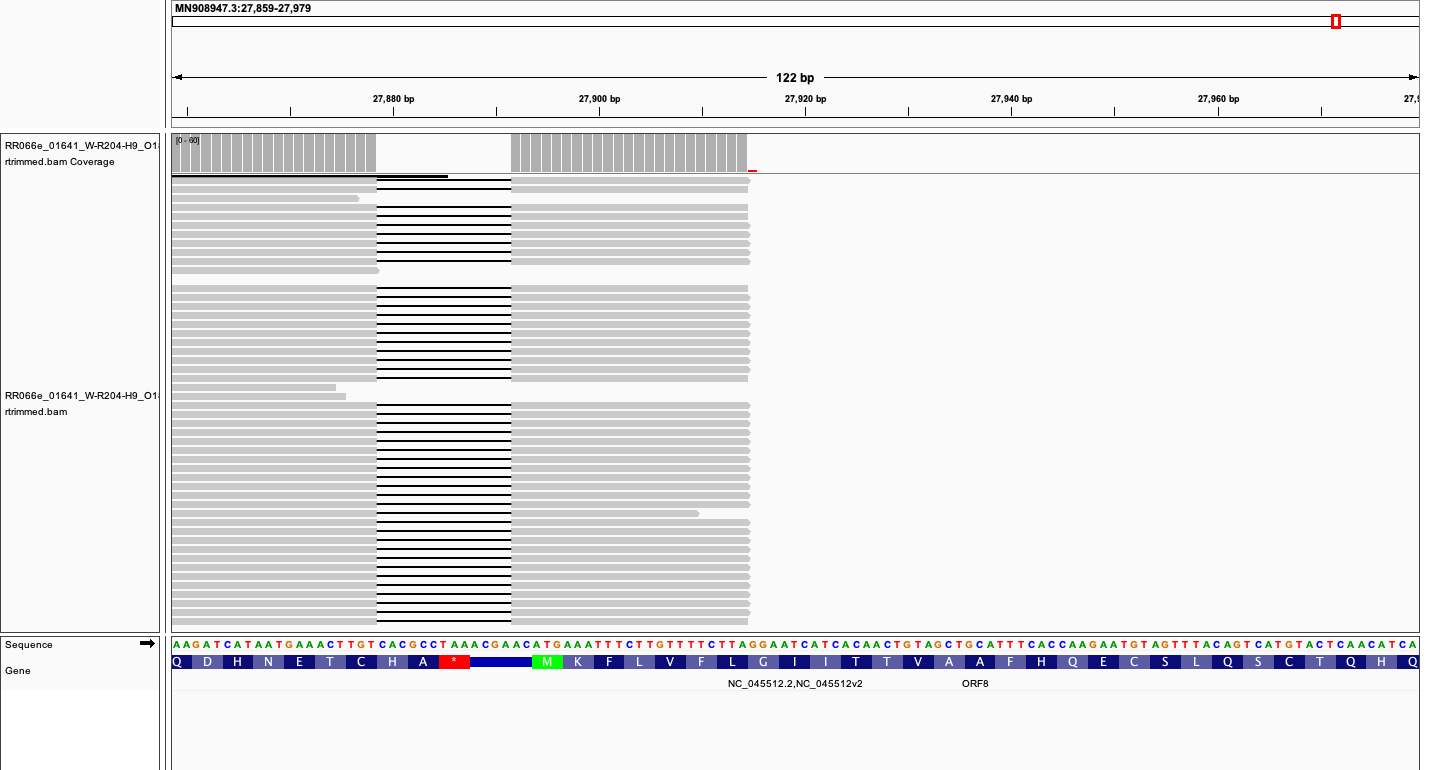 MN908947.3:27,859-27,979
122 bp
27,880 bp 27,900 bp 27,920 bp 27,940 bp 27,960 bp 27,9
RR066e_01641_W-R204-H9_O1
rtrimmed.bam Coverage
[0 - 60]
RR066e_01641_W-R204-H9_O1
rtrimmed.bam
Sequence
AAGATCATAATGAAACTTGTCACGCCTAAACGAACATGAAATTTCTTGTTTTCTTAGGAATCATCACAACTGTAGCTGCATTTCACCAAGAATGTAGTTTACAGTCATGTACTCAACATCA
Gene
Q D H N E T C H A * M K F L V F L G I I T T V A A F H Q E C S L Q S C T Q H Q
NC_045512.2,NC_045512v2 ORF8